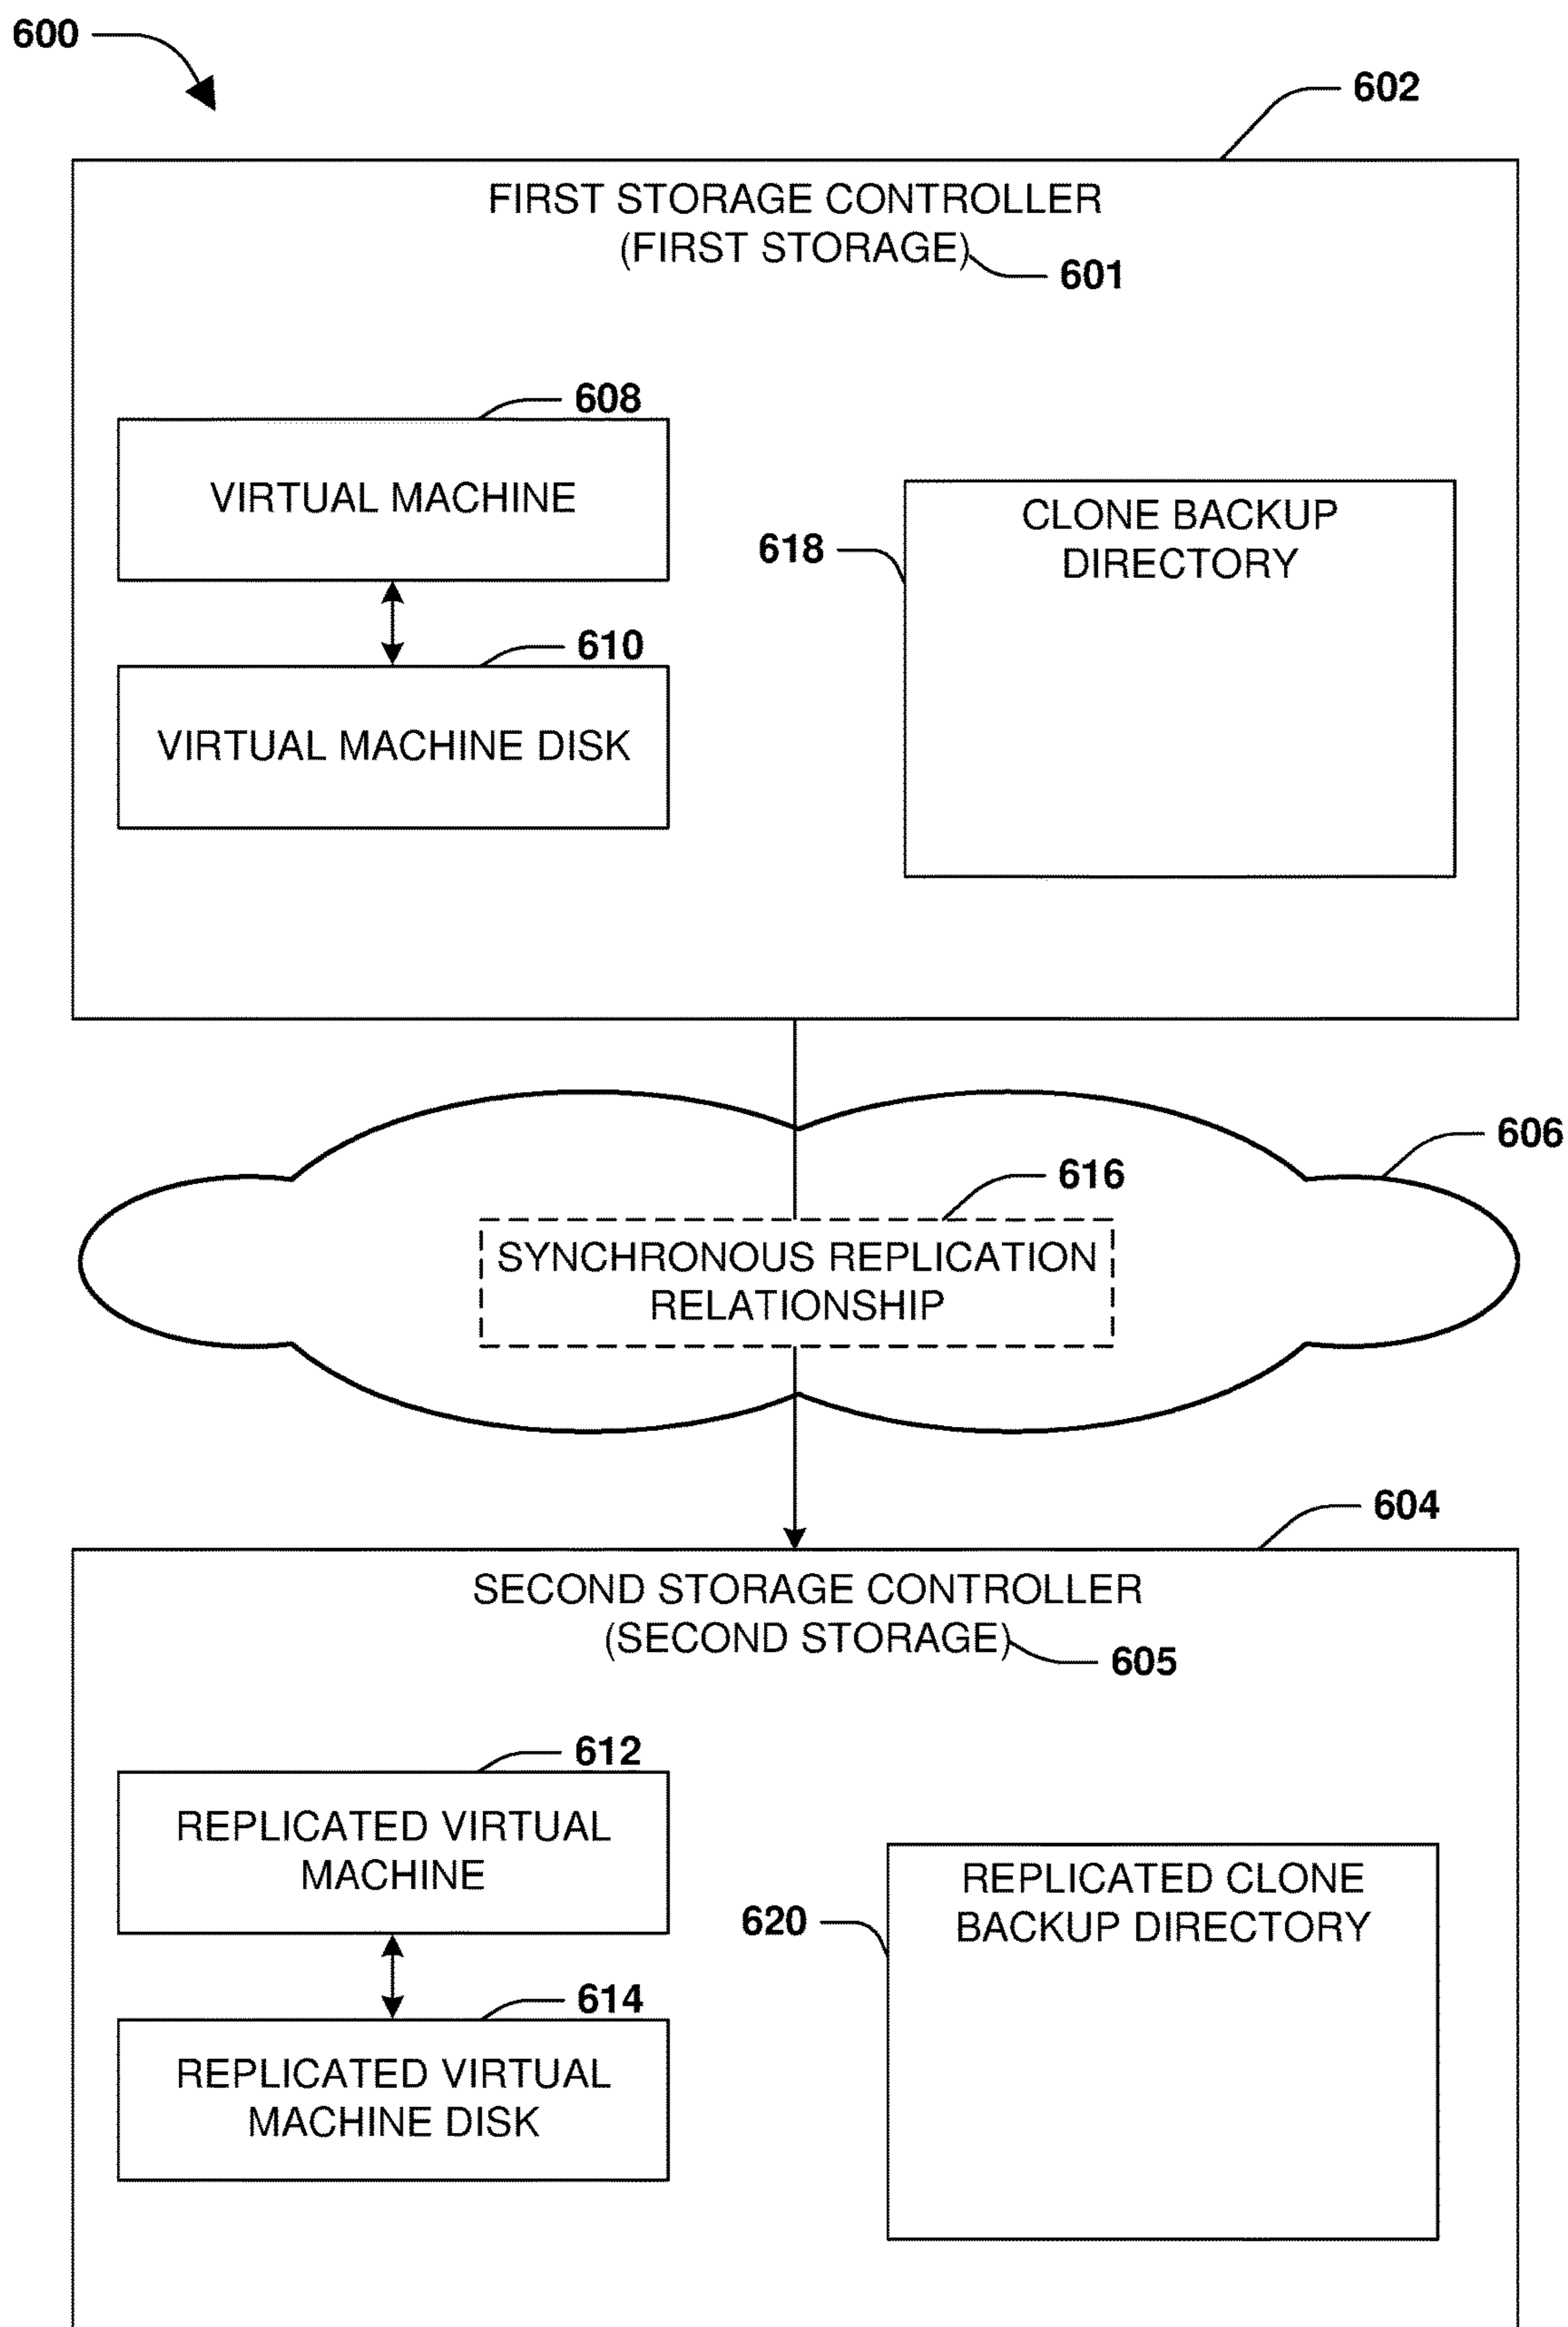 600
602
FIRST STORAGE CONTROLLER
(FIRST STORAGE)
601
608
VIRTUAL MACHINE
CLONE BACKUP
DIRECTORY
618
610
VIRTUAL MACHINE DISK
606
616
SYNCHRONOUS REPLICATION
RELATIONSHIP
604
SECOND STORAGE CONTROLLER
(SECOND STORAGE)
605
612
REPLICATED VIRTUAL
MACHINE
REPLICATED CLONE
BACKUP DIRECTORY
620
614
REPLICATED VIRTUAL
MACHINE DISK